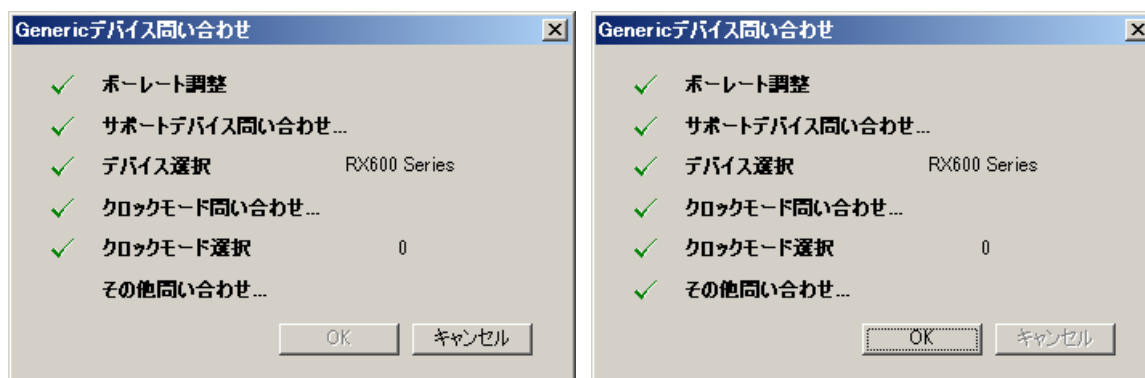 Genericデバイス問い合わせ
ボーレート調整
サポートデバイス問い合わせ...
デバイス選択 RX600 Series
クロックモード問い合わせ...
クロックモード選択 0
その他問い合わせ...
OK キャンセル
Genericデバイス問い合わせ
ボーレート調整
サポートデバイス問い合わせ...
デバイス選択 RX600 Series
クロックモード問い合わせ...
クロックモード選択 0
その他問い合わせ...
OK キャンセル